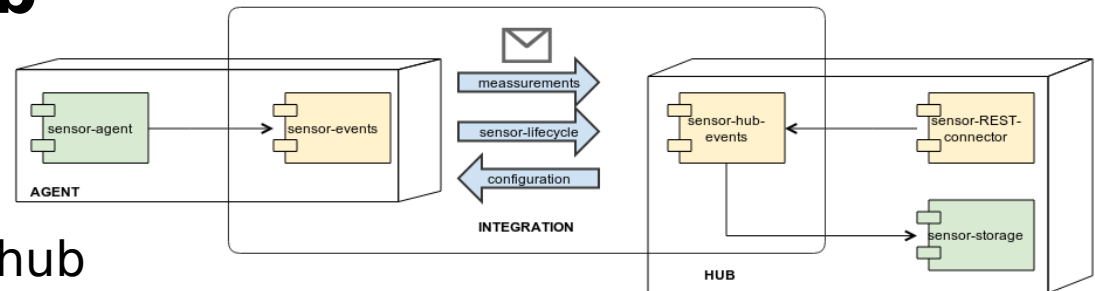 b
meassurements
sensor-agent
sensor-events
sensor-lifecycle
sensor-hub-
events
sensor-REST-
connector
configuration
AGENT
INTEGRATION
sensor-storage
hub
HUB